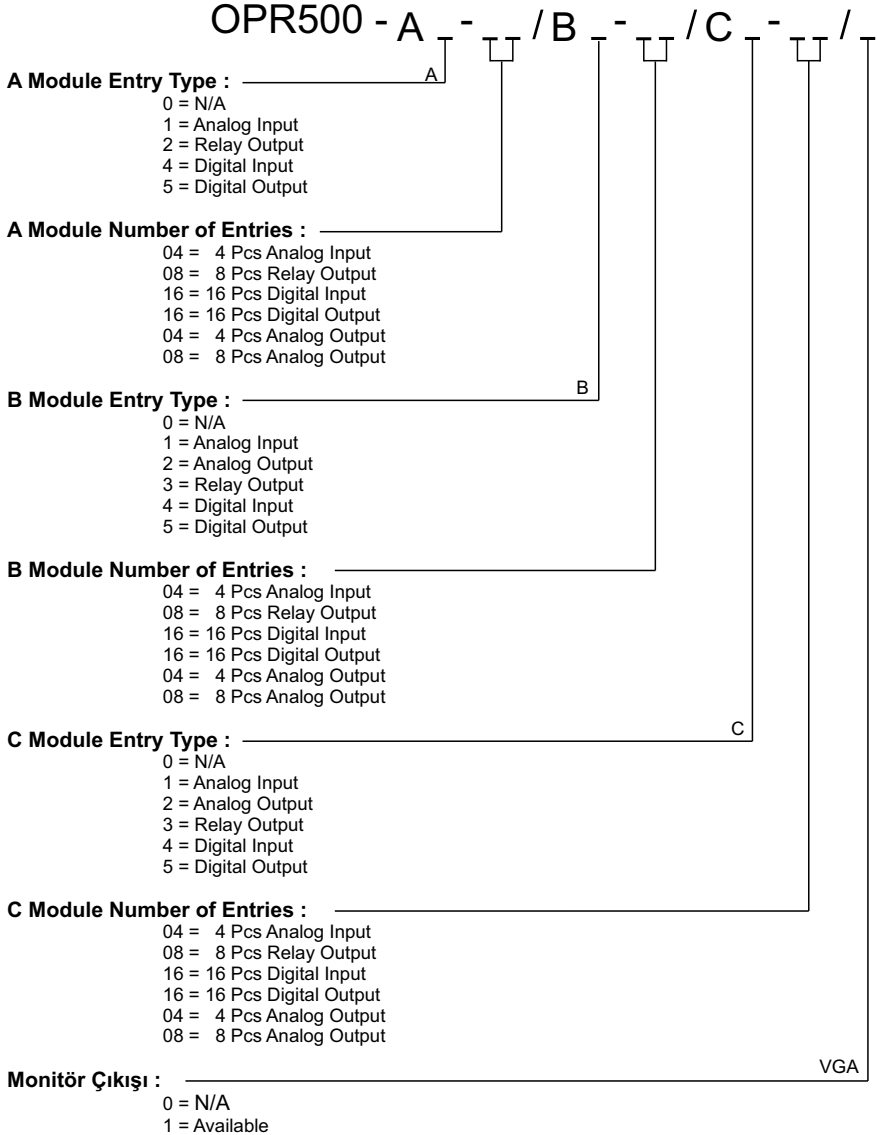 OPR500 - A _ - _ _ / B _ - _ _ / C _ - _ _ / _
A Module Entry Type : A
0 = N/A
1 = Analog Input
2 = Relay Output
4 = Digital Input
5 = Digital Output
A Module Number of Entries :
04 = 4 Pcs Analog Input
08 = 8 Pcs Relay Output
16 = 16 Pcs Digital Input
16 = 16 Pcs Digital Output
04 = 4 Pcs Analog Output
08 = 8 Pcs Analog Output
B Module Entry Type : B
0 = N/A
1 = Analog Input
2 = Analog Output
3 = Relay Output
4 = Digital Input
5 = Digital Output
B Module Number of Entries :
04 = 4 Pcs Analog Input
08 = 8 Pcs Relay Output
16 = 16 Pcs Digital Input
16 = 16 Pcs Digital Output
04 = 4 Pcs Analog Output
08 = 8 Pcs Analog Output
C Module Entry Type : C
0 = N/A
1 = Analog Input
2 = Analog Output
3 = Relay Output
4 = Digital Input
5 = Digital Output
C Module Number of Entries :
04 = 4 Pcs Analog Input
08 = 8 Pcs Relay Output
16 = 16 Pcs Digital Input
16 = 16 Pcs Digital Output
04 = 4 Pcs Analog Output
08 = 8 Pcs Analog Output
Monitör Çıkışı : VGA
0 = N/A
1 = Available